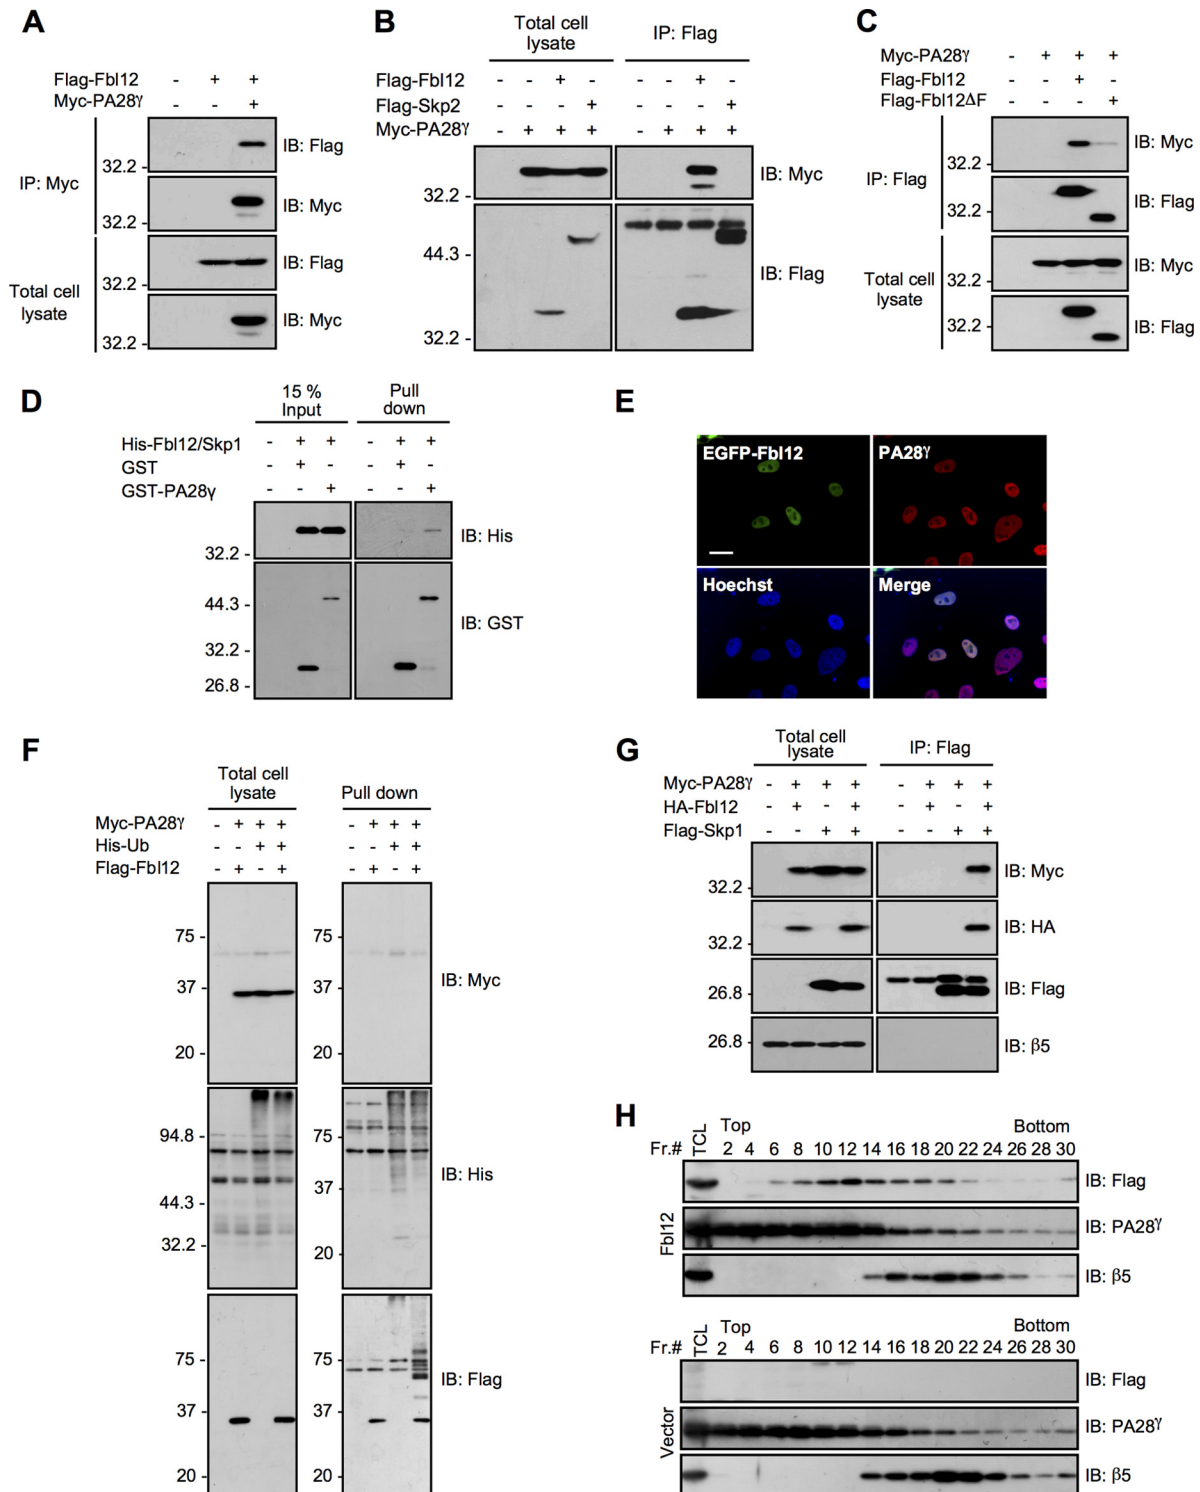 A
Flag-Fbl12 - + +
Myc-PA28γ - - +
IP: Myc
32.2 - IB: Flag
32.2 - IB: Myc
Total cell lysate
32.2 - IB: Flag
32.2 - IB: Myc
B
Total cell lysate IP: Flag
Flag-Fbl12 - - + - - - + -
Flag-Skp2 - - - + - - - +
Myc-PA28γ - + + + - + + +
32.2 - IB: Myc
44.3 -
IB: Flag
32.2 -
C
Myc-PA28γ - + + +
Flag-Fbl12 - - + -
Flag-Fbl12ΔF - - - +
IP: Flag
32.2 - IB: Myc
32.2 - IB: Flag
Total cell lysate
32.2 - IB: Myc
32.2 - IB: Flag
D
15 % Input Pull down
His-Fbl12/Skp1 - + + - + +
GST - + - - + -
GST-PA28γ - - + - - +
IB: His
32.2 -
44.3 -
IB: GST
32.2 -
26.8 -
E
EGFP-Fbl12 PA28γ
Hoechst Merge
F
Total cell lysate Pull down
Myc-PA28γ - + + + - + + +
His-Ub - - + + - - + +
Flag-Fbl12 - + - + - + - +
75 - 75 -
37 - 37 - IB: Myc
20 - 20 -
94.8 - 75 -
IB: His
44.3 - 37 -
32.2 - 20 -
75 - 75 -
IB: Flag
37 - 37 -
20 - 20 -
G
Total cell lysate IP: Flag
Myc-PA28γ - + + + - + + +
HA-Fbl12 - + - + - + - +
Flag-Skp1 - - + + - - + +
32.2 - IB: Myc
32.2 - IB: HA
26.8 - IB: Flag
26.8 - IB: β5
H
Top Bottom
Fr.# TCL 2 4 6 8 10 12 14 16 18 20 22 24 26 28 30
Fbl12
IB: Flag
IB: PA28γ
IB: β5
Top Bottom
Fr.# TCL 2 4 6 8 10 12 14 16 18 20 22 24 26 28 30
Vector
IB: Flag
IB: PA28γ
IB: β5